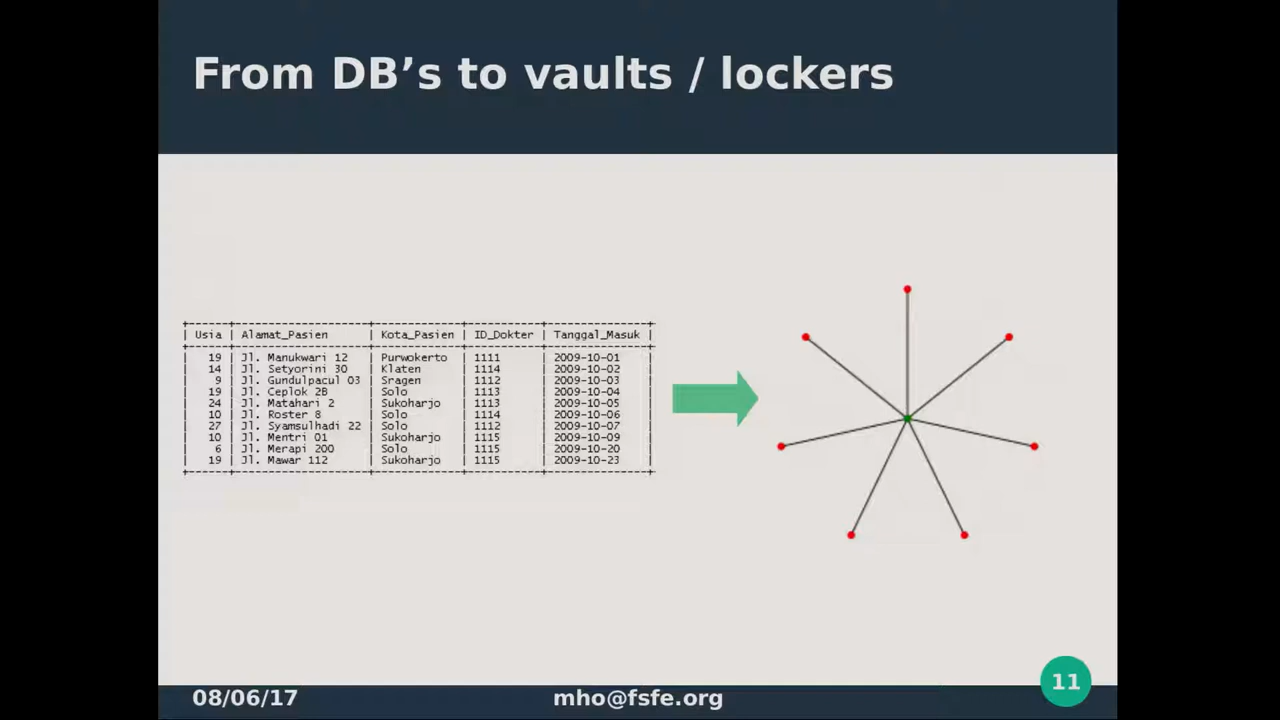 From DB’s to vaults / lockers
| Usia | Alamat_Pasien | Kota_Pasien | ID_Dokter | Tanggal_Masuk |
| 19 | Jl. Manukwari 12 | Purwokerto | 1111 | 2009-10-01 |
| 14 | Jl. Setyorini 30 | Klaten | 1114 | 2009-10-02 |
| 9 | Jl. Gundulpacul 03 | Sragen | 1112 | 2009-10-03 |
| 19 | Jl. Ceplok 2B | Solo | 1113 | 2009-10-04 |
| 24 | Jl. Matahari 2 | Sukoharjo | 1113 | 2009-10-05 |
| 10 | Jl. Roster 8 | Solo | 1114 | 2009-10-06 |
| 27 | Jl. Syamsulhadi 22 | Solo | 1112 | 2009-10-07 |
| 10 | Jl. Mentri 01 | Sukoharjo | 1115 | 2009-10-09 |
| 6 | Jl. Merapi 200 | Solo | 1115 | 2009-10-20 |
| 19 | Jl. Mawar 112 | Sukoharjo | 1115 | 2009-10-23 |
08/06/17
mho@fsfe.org
11